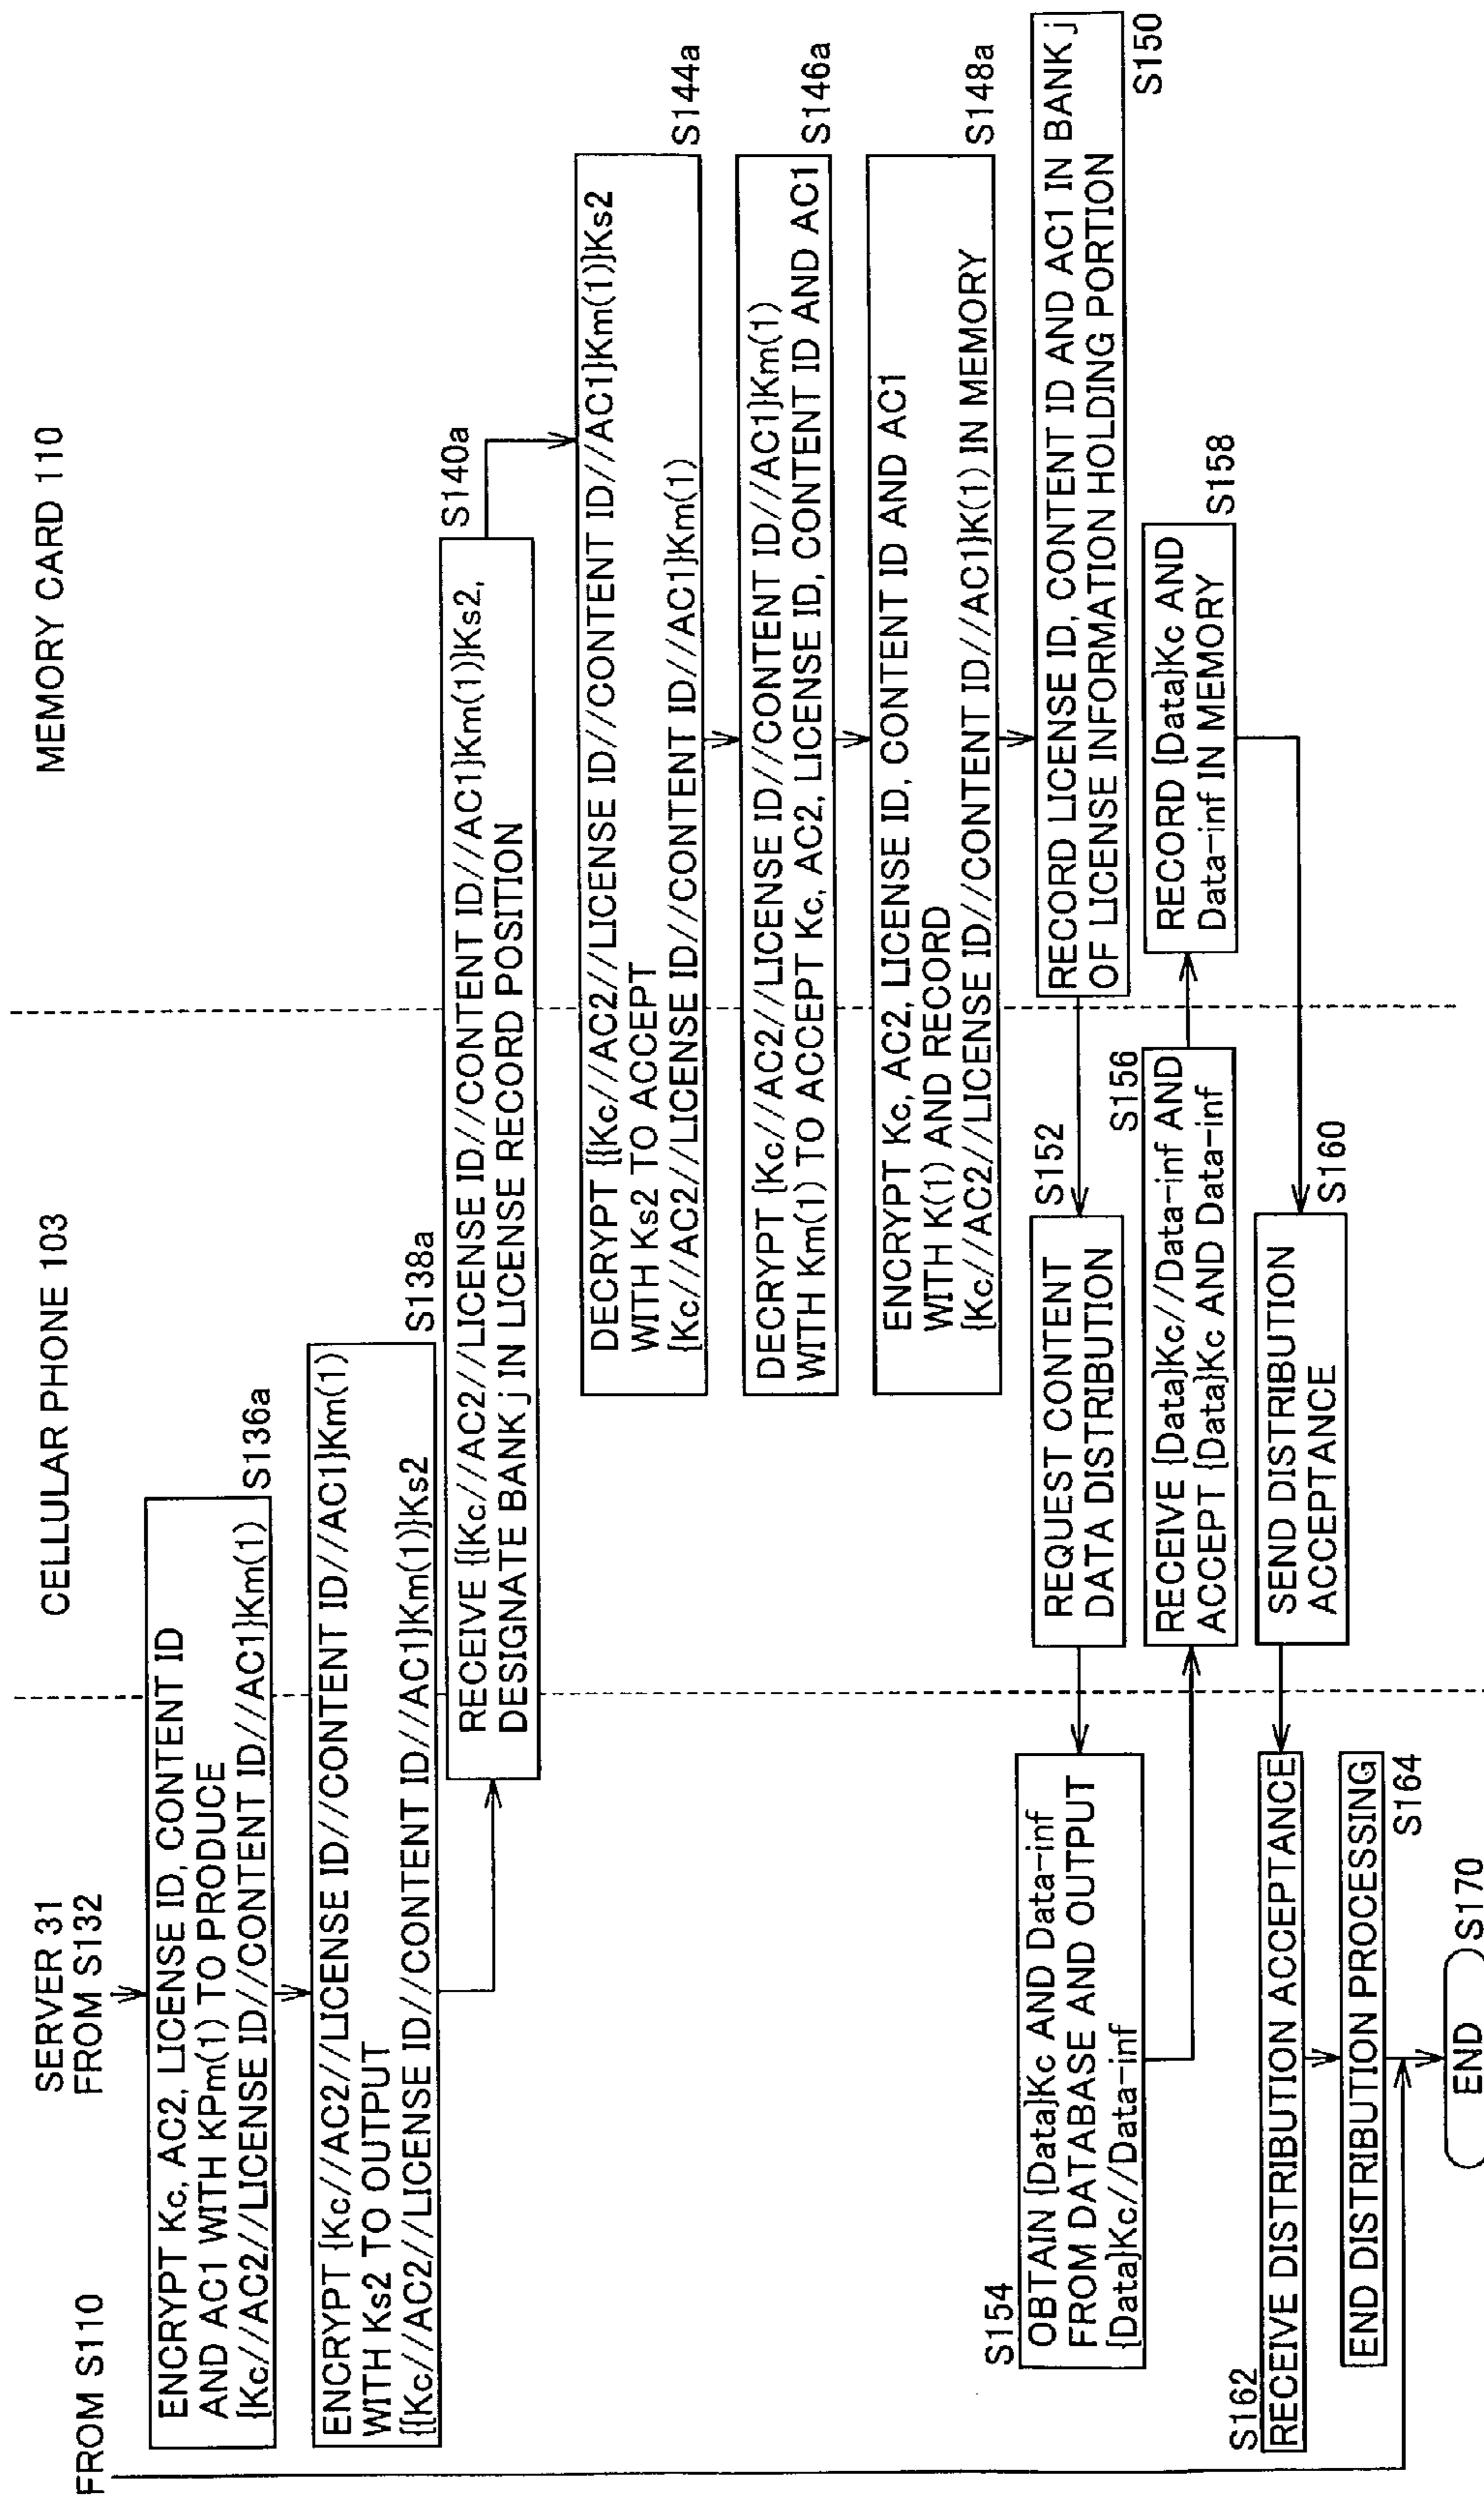 SERVER 31
FROM S132
CELLULAR PHONE 103
MEMORY CARD 110
FROM S110
ENCRYPT Kc, AC2, LICENSE ID, CONTENT ID
AND AC1 WITH KPm(1) TO PRODUCE
{Kc//AC2//LICENSE ID//CONTENT ID//AC1}Km(1)
S136a
ENCRYPT {Kc//AC2//LICENSE ID//CONTENT ID//AC1}Km(1)
WITH Ks2 TO OUTPUT
{{Kc//AC2//LICENSE ID//CONTENT ID//AC1}Km(1)}Ks2
S138a
RECEIVE {{Kc//AC2//LICENSE ID//CONTENT ID//AC1}Km(1)}Ks2,
DESIGNATE BANK j IN LICENSE RECORD POSITION
S140a
DECRYPT {{Kc//AC2//LICENSE ID//CONTENT ID//AC1}Km(1)}Ks2
WITH Ks2 TO ACCEPT
{Kc//AC2//LICENSE ID//CONTENT ID//AC1}Km(1)
S144a
DECRYPT {Kc//AC2//LICENSE ID//CONTENT ID//AC1}Km(1)
WITH Km(1) TO ACCEPT Kc, AC2, LICENSE ID, CONTENT ID AND AC1
S146a
ENCRYPT Kc, AC2, LICENSE ID, CONTENT ID AND AC1
WITH K(1) AND RECORD
{Kc//AC2//LICENSE ID//CONTENT ID//AC1}K(1) IN MEMORY
S148a
RECORD LICENSE ID, CONTENT ID AND AC1 IN BANK j
OF LICENSE INFORMATION HOLDING PORTION
S150
S152
REQUEST CONTENT
DATA DISTRIBUTION
S154
OBTAIN {Data}Kc AND Data-inf
FROM DATABASE AND OUTPUT
{Data}Kc//Data-inf
S156
RECEIVE {Data}Kc//Data-inf AND
ACCEPT {Data}Kc AND Data-inf
RECORD {Data}Kc AND
Data-inf IN MEMORY
S158
SEND DISTRIBUTION
ACCEPTANCE
S160
S162
RECEIVE DISTRIBUTION ACCEPTANCE
END DISTRIBUTION PROCESSING
S164
END
S170